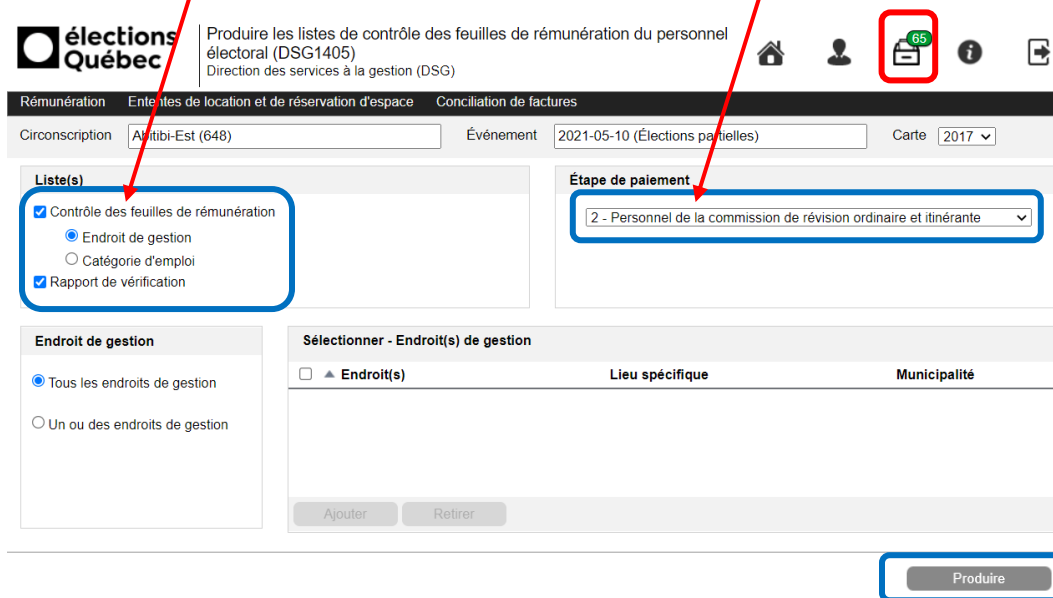 élections
Québec
Produire les listes de contrôle des feuilles de rémunération du personnel
électoral (DSG1405)
Direction des services à la gestion (DSG)
65
Rémunération Ententes de location et de réservation d'espace Conciliation de factures
Circonscription Abitibi-Est (648) Événement 2021-05-10 (Élections partielles) Carte 2017
Liste(s) Étape de paiement
Contrôle des feuilles de rémunération 2 - Personnel de la commission de révision ordinaire et itinérante
Endroit de gestion
Catégorie d'emploi
Rapport de vérification
Endroit de gestion Sélectionner - Endroit(s) de gestion
Endroit(s) Lieu spécifique Municipalité
Tous les endroits de gestion
Un ou des endroits de gestion
Ajouter Retirer
Produire